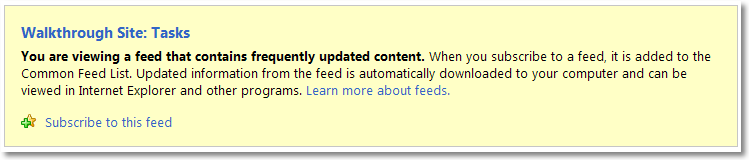 Walkthrough Site: Tasks
You are viewing a feed that contains frequently updated content. When you subscribe to a feed, it is added to the
Common Feed List. Updated information from the feed is automatically downloaded to your computer and can be
viewed in Internet Explorer and other programs. Learn more about feeds.
Subscribe to this feed